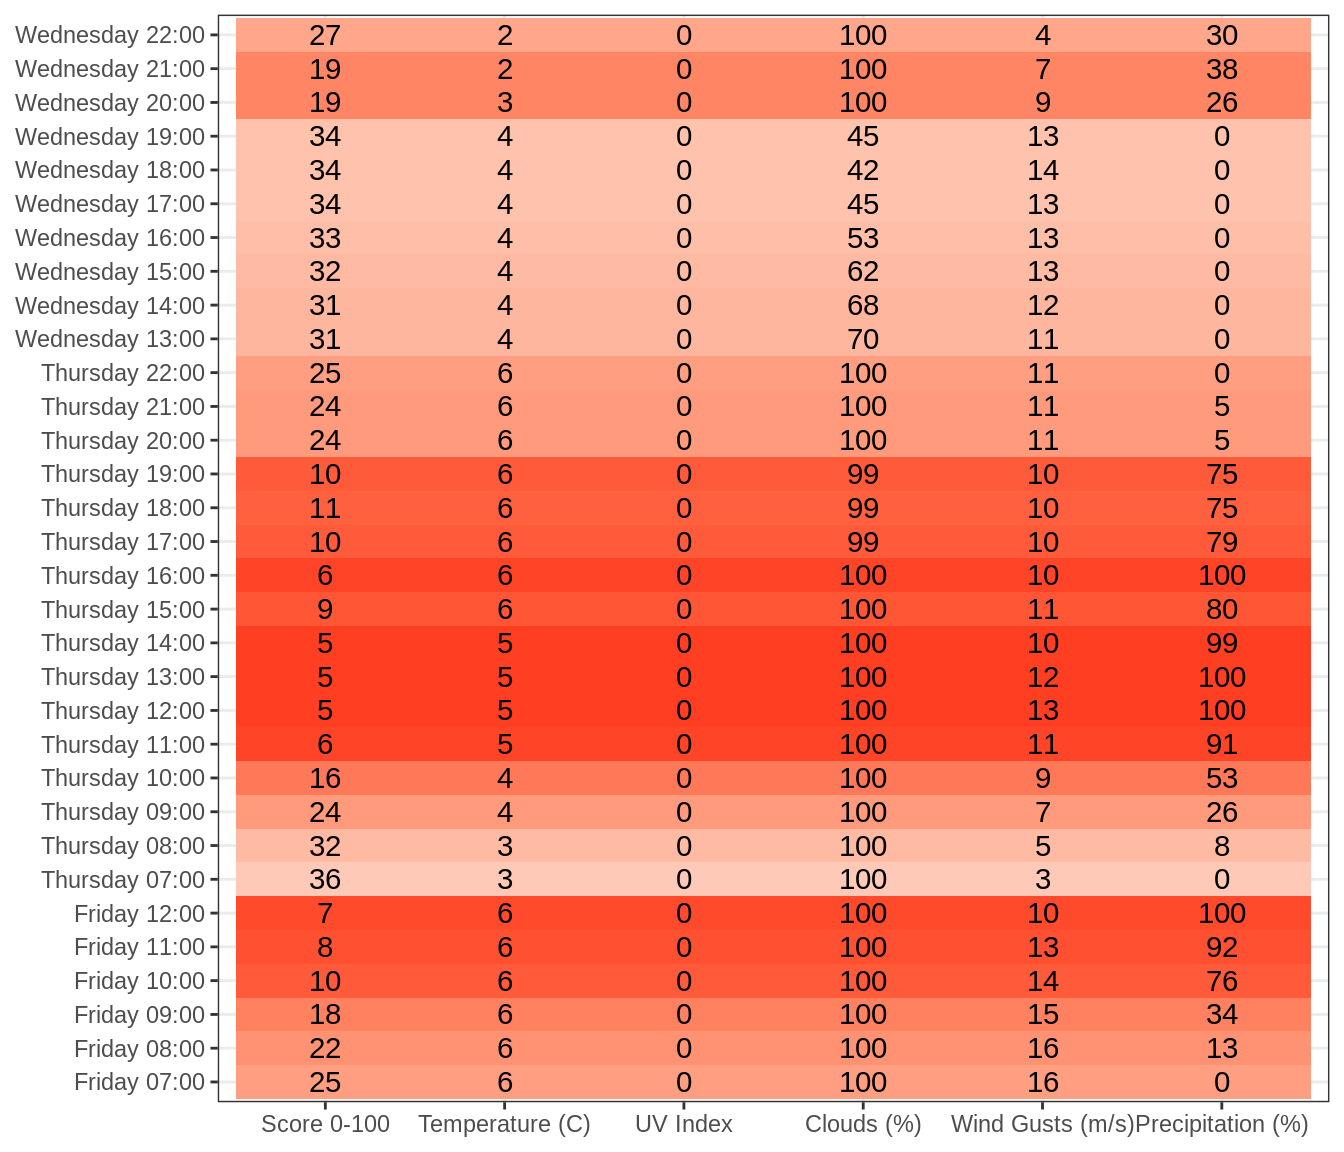 Wednesday 22:00 27 2 0 100 4 30
Wednesday 21:00 19 2 0 100 7 38
Wednesday 20:00 19 3 0 100 9 26
Wednesday 19:00 34 4 0 45 13 0
Wednesday 18:00 34 4 0 42 14 0
Wednesday 17:00 34 4 0 45 13 0
Wednesday 16:00 33 4 0 53 13 0
Wednesday 15:00 32 4 0 62 13 0
Wednesday 14:00 31 4 0 68 12 0
Wednesday 13:00 31 4 0 70 11 0
Thursday 22:00 25 6 0 100 11 0
Thursday 21:00 24 6 0 100 11 5
Thursday 20:00 24 6 0 100 11 5
Thursday 19:00 10 6 0 99 10 75
Thursday 18:00 11 6 0 99 10 75
Thursday 17:00 10 6 0 99 10 79
Thursday 16:00 6 6 0 100 10 100
Thursday 15:00 9 6 0 100 11 80
Thursday 14:00 5 5 0 100 10 99
Thursday 13:00 5 5 0 100 12 100
Thursday 12:00 5 5 0 100 13 100
Thursday 11:00 6 5 0 100 11 91
Thursday 10:00 16 4 0 100 9 53
Thursday 09:00 24 4 0 100 7 26
Thursday 08:00 32 3 0 100 5 8
Thursday 07:00 36 3 0 100 3 0
Friday 12:00 7 6 0 100 10 100
Friday 11:00 8 6 0 100 13 92
Friday 10:00 10 6 0 100 14 76
Friday 09:00 18 6 0 100 15 34
Friday 08:00 22 6 0 100 16 13
Friday 07:00 25 6 0 100 16 0
Score 0-100 Temperature (C) UV Index Clouds (%) Wind Gusts (m/s) Precipitation (%)